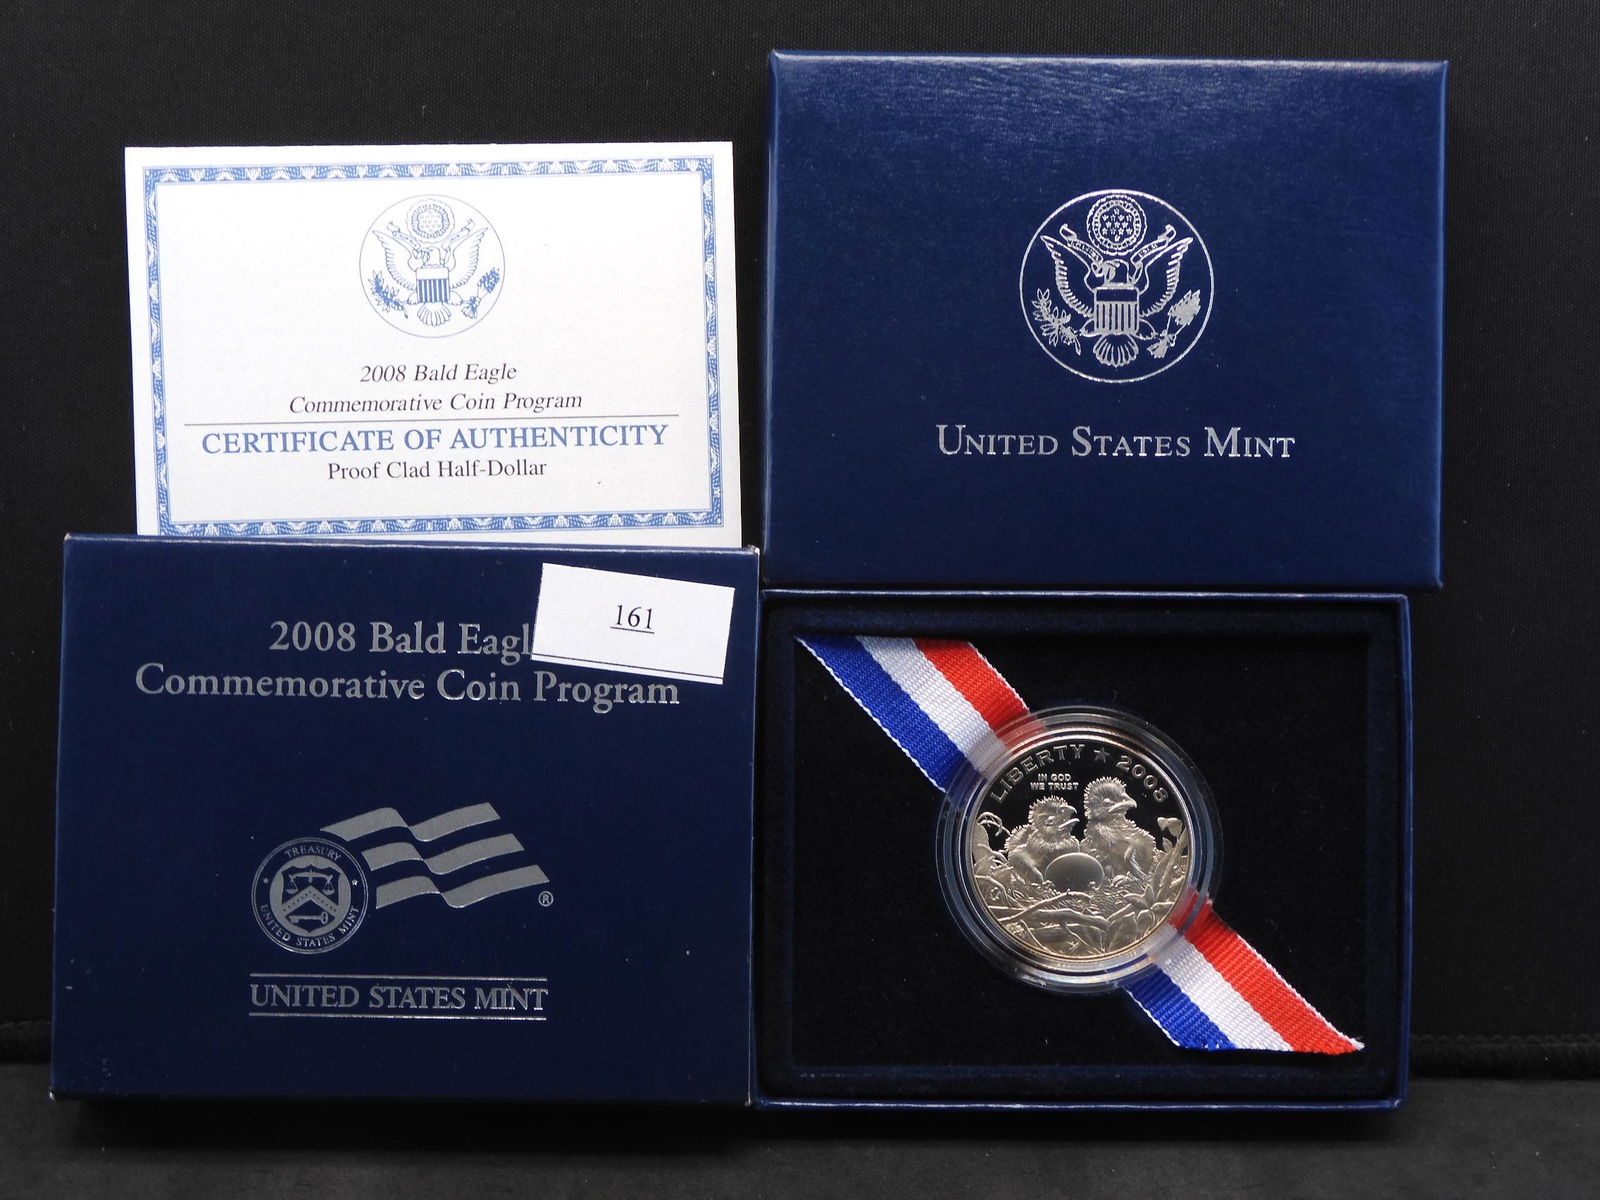 2008 Bald Eagle
Commemorative Coin Program
CERTIFICATE OF AUTHENTICITY
Proof Clad Half-Dollar
UNITED STATES MINT
2008 Bald Eagl
Commemorative Coin Program
161
TREASURY
UNITED STATES MINT
®
UNITED STATES MINT
LIBERTY ★ 2008
IN GOD
WE TRUST